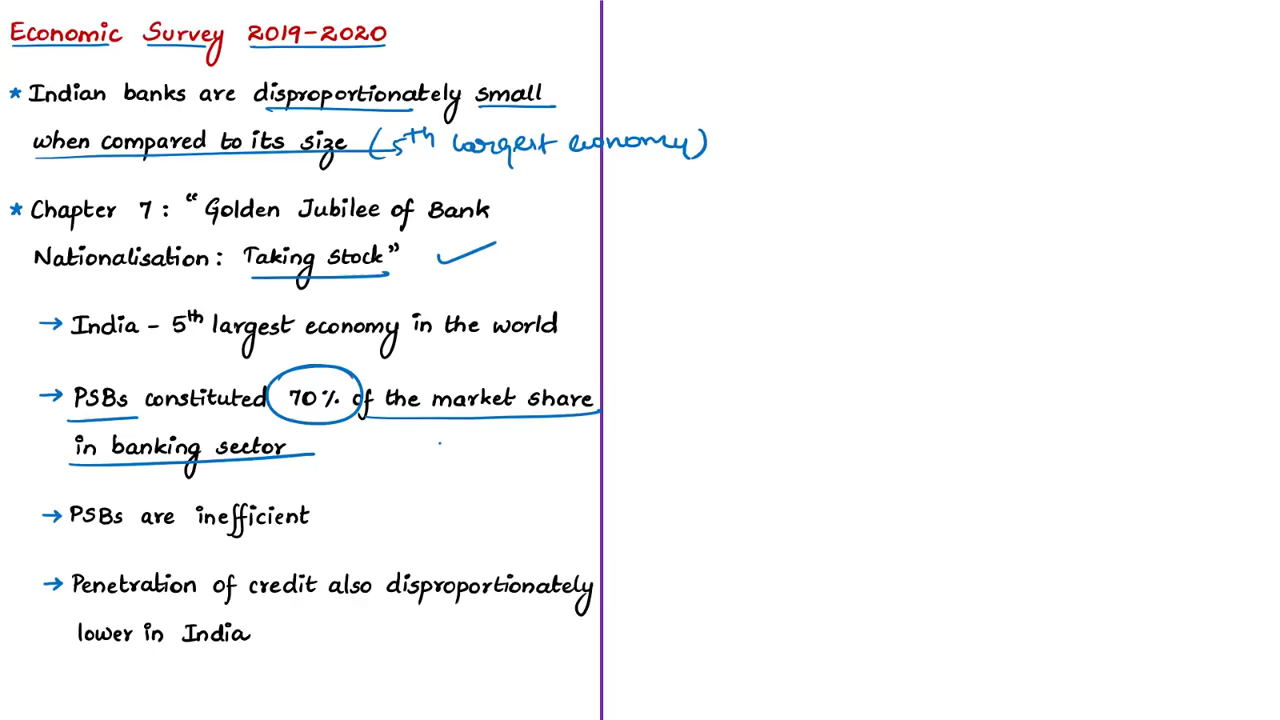 Economic Survey 2019-2020
* Indian banks are disproportionately small
when compared to its size (5th largest economy)
* Chapter 7: "Golden Jubilee of Bank
Nationalisation: Taking stock" ✓
→ India - 5th largest economy in the world
→ PSBs constituted 70% of the market share
in banking sector
→ PSBs are inefficient
→ Penetration of credit also disproportionately
lower in India